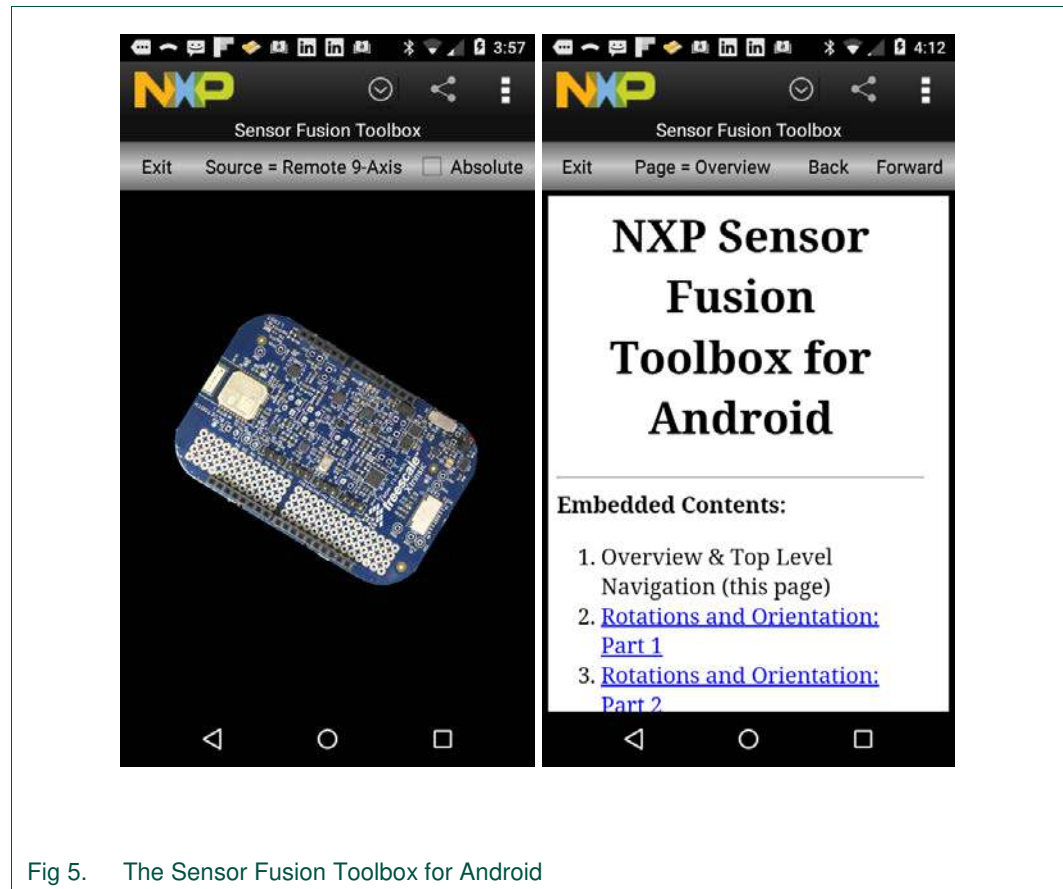 3:57
NXP
Sensor Fusion Toolbox
Exit Source = Remote 9-Axis Absolute
freescale
4:12
NXP
Sensor Fusion Toolbox
Exit Page = Overview Back Forward
NXP Sensor
Fusion
Toolbox for
Android
Embedded Contents:
1. Overview & Top Level
Navigation (this page)
2. Rotations and Orientation:
Part 1
3. Rotations and Orientation:
Part 2
Fig 5. The Sensor Fusion Toolbox for Android